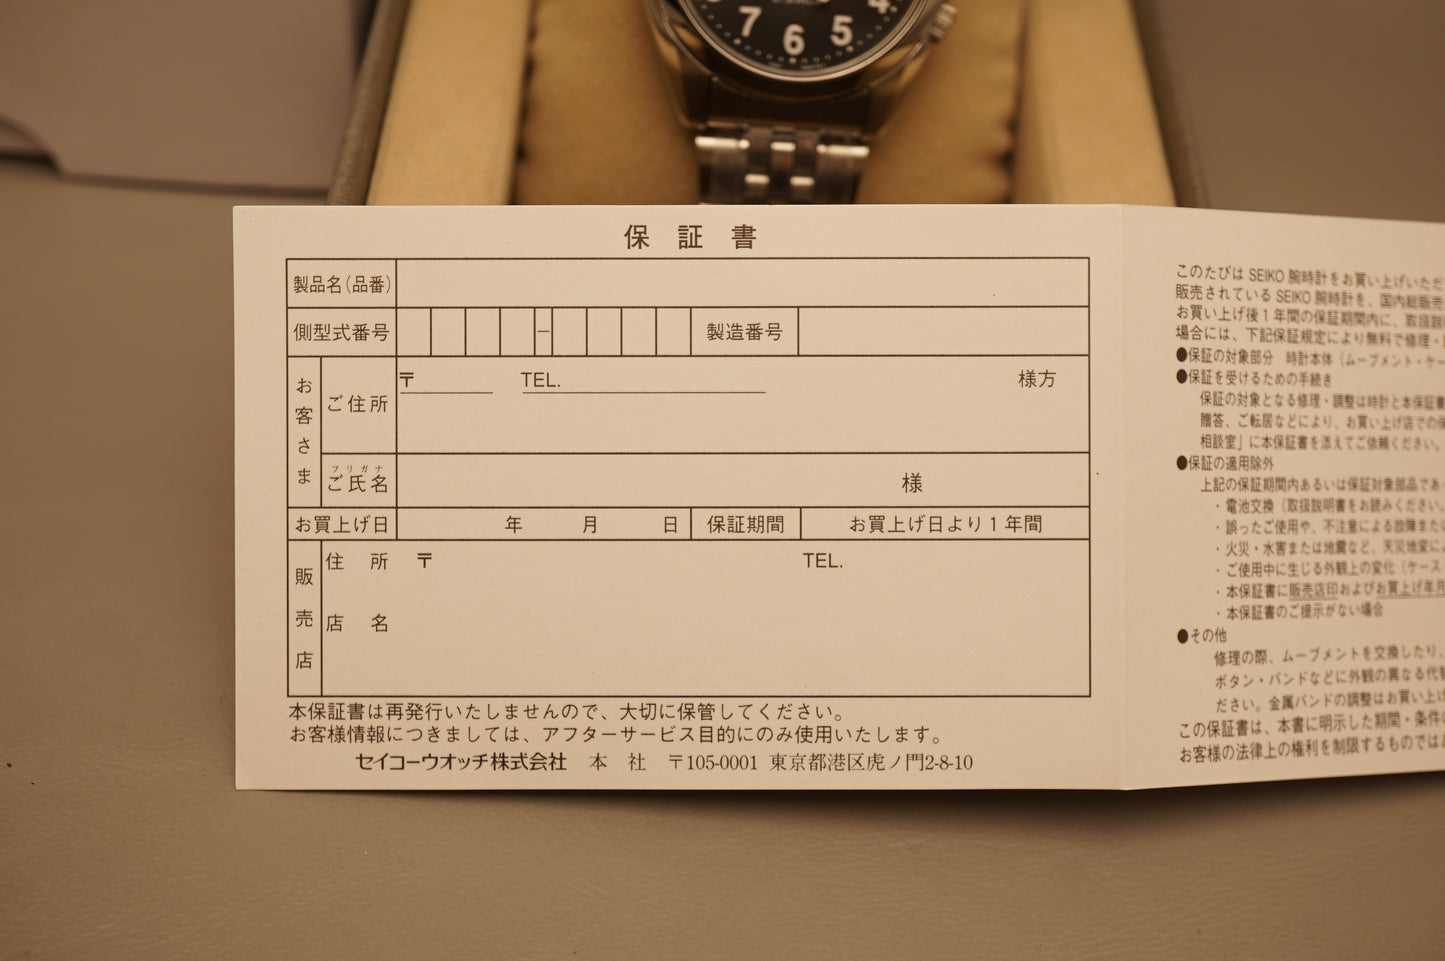 7 6 5 4
保 証 書
製品名(品番)
側型式番号 - 製造番号
お客さま
ご住所 〒 TEL. 様方
フリガナ
ご氏名 様
お買上げ日 年 月 日 保証期間 お買上げ日より1年間
販売店
住 所 〒 TEL.
店 名
本保証書は再発行いたしませんので、大切に保管してください。
お客様情報につきましては、アフターサービス目的にのみ使用いたします。
セイコーウオッチ株式会社 本 社 〒105-0001 東京都港区虎ノ門2-8-10
このたびは SEIKO 腕時計をお買い上げいただ
販売されている SEIKO 腕時計を、国内総販売
お買い上げ後1年間の保証期間内に、取扱説
場合には、下記保証規定により無料で修理・
●保証の対象部分 時計本体(ムーブメント・ケー
●保証を受けるための手続き
保証の対象となる修理・調整は時計と本保証書
贈答、ご転居などにより、お買い上げ店での保
相談室」に本保証書を添えてご依頼ください。
●保証の適用除外
上記の保証期間内あるいは保証対象部品であっ
・電池交換(取扱説明書をお読みください。
・誤ったご使用や、不注意による故障または
・火災・水害または地震など、天災地変によ
・ご使用中に生じる外観上の変化(ケース・
・本保証書に販売店印およびお買上げ年月
・本保証書のご提示がない場合
●その他
修理の際、ムーブメントを交換したり、
ボタン・バンドなどに外観の異なる代替
ださい。金属バンドの調整はお買い上げ
この保証書は、本書に明示した期間・条件の
お客様の法律上の権利を制限するものではあ